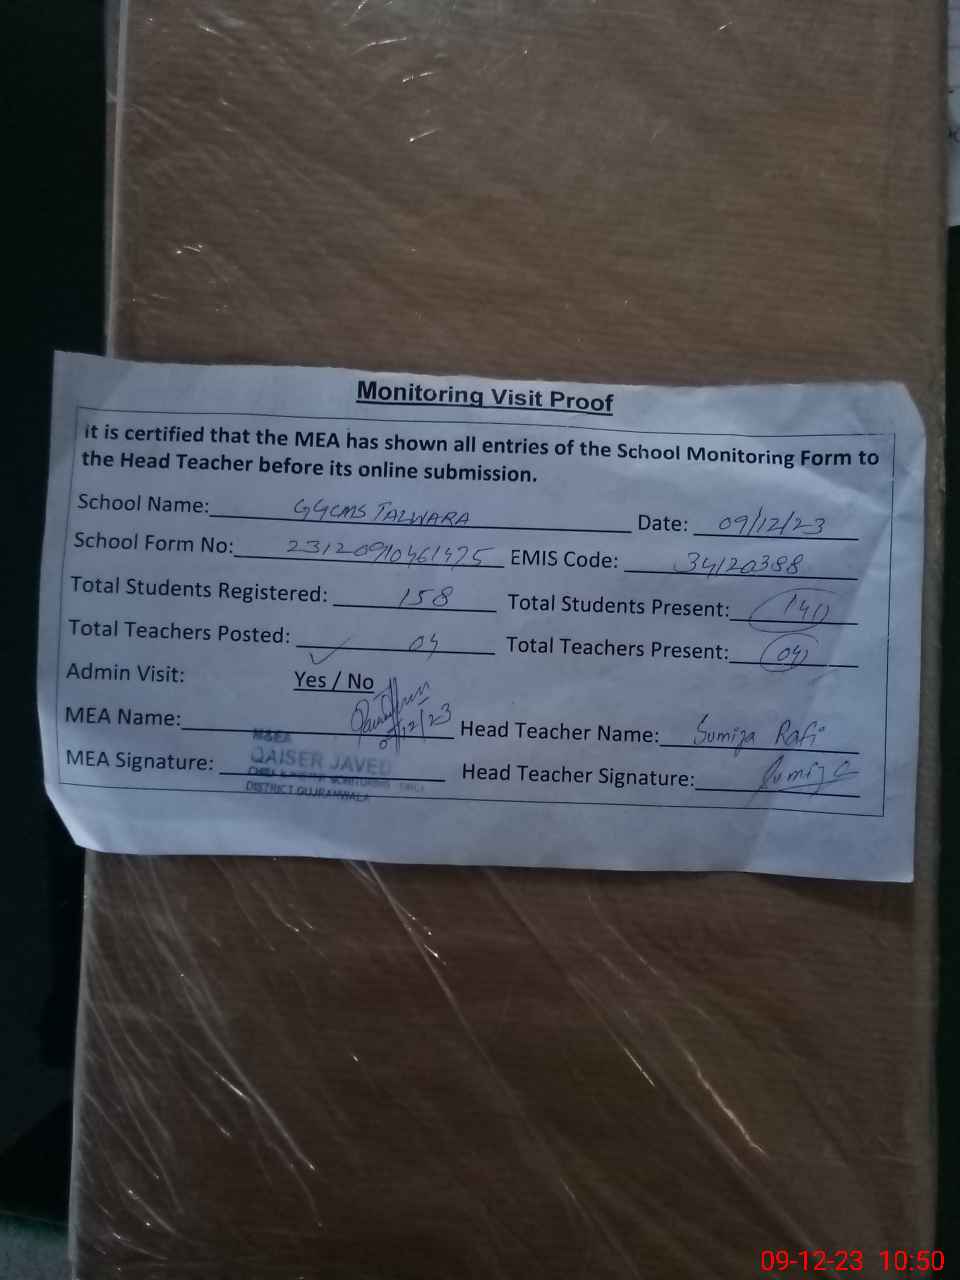 Monitoring Visit Proof
it is certified that the MEA has shown all entries of the School Monitoring Form to
the Head Teacher before its online submission.
School Name: GGCMS TALWARA Date: 09/12/23
School Form No: 23120910461475 EMIS Code: 34120388
Total Students Registered: 158 Total Students Present: 141
Total Teachers Posted: 04 Total Teachers Present: 04
Admin Visit: Yes / No
MEA Name: Head Teacher Name: Sumiza Rafi
M&EA
MEA Signature: QAISER JAVED Head Teacher Signature: Sumiza
DISTRICT GUJRANWALA
09-12-23 10:50